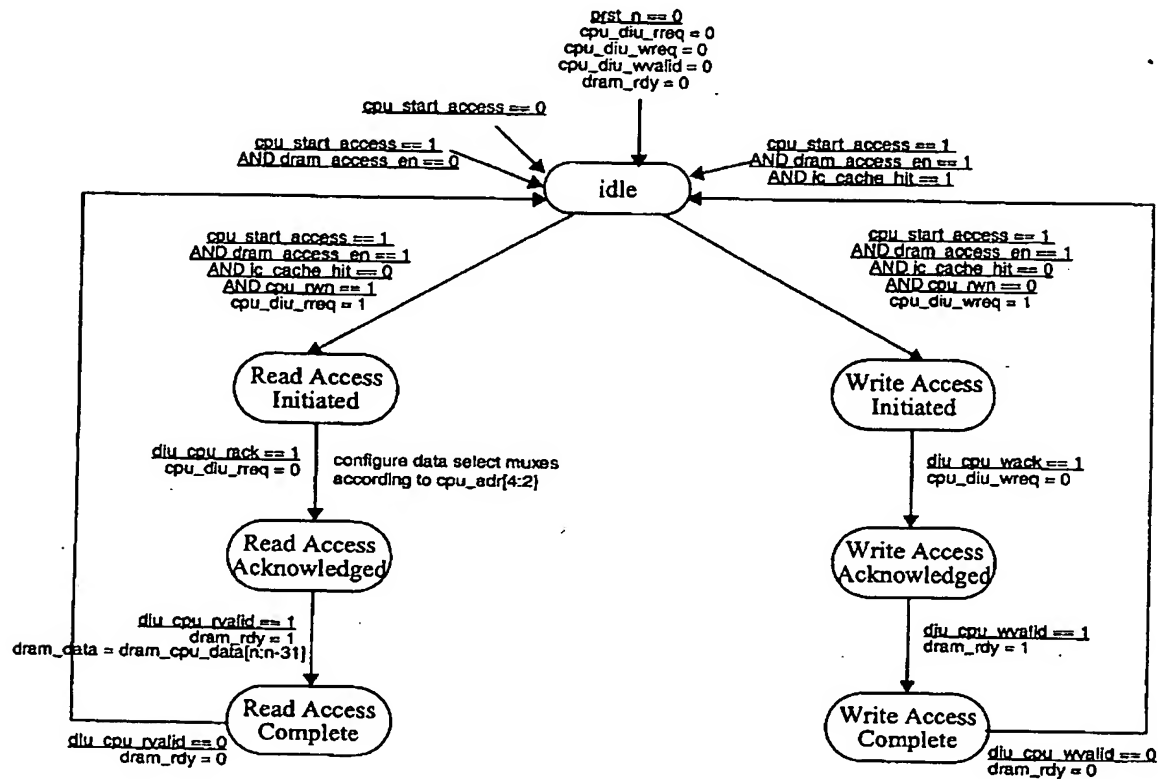 prst_n == 0
cpu_diu_rreq = 0
cpu_diu_wreq = 0
cpu_diu_wvalid = 0
dram_rdy = 0
cpu_start_access == 0
cpu_start_access == 1
AND dram_access_en == 0
cpu_start_access == 1
AND dram_access_en == 1
AND ic_cache_hit == 1
idle
cpu_start_access == 1
AND dram_access_en == 1
AND ic_cache_hit == 0
AND cpu_rwn == 1
cpu_diu_rreq = 1
cpu_start_access == 1
AND dram_access_en == 1
AND ic_cache_hit == 0
AND cpu_rwn == 0
cpu_diu_wreq = 1
Read Access
Initiated
Write Access
Initiated
diu_cpu_rack == 1
cpu_diu_rreq = 0
configure data select muxes
according to cpu_adr[4:2]
diu_cpu_wack == 1
cpu_diu_wreq = 0
Read Access
Acknowledged
Write Access
Acknowledged
diu_cpu_rvalid == 1
dram_rdy = 1
dram_data = dram_cpu_data[n:n-31]
diu_cpu_wvalid == 1
dram_rdy = 1
Read Access
Complete
Write Access
Complete
diu_cpu_rvalid == 0
dram_rdy = 0
diu_cpu_wvalid == 0
dram_rdy = 0